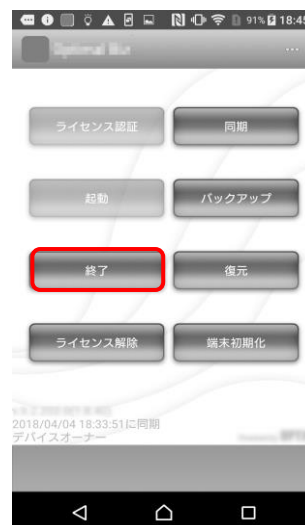 91% 18:45
ライセンス認証
同期
起動
バックアップ
終了
復元
ライセンス解除
端末初期化
2018/04/04 18:33:51に同期
デバイスオーナー